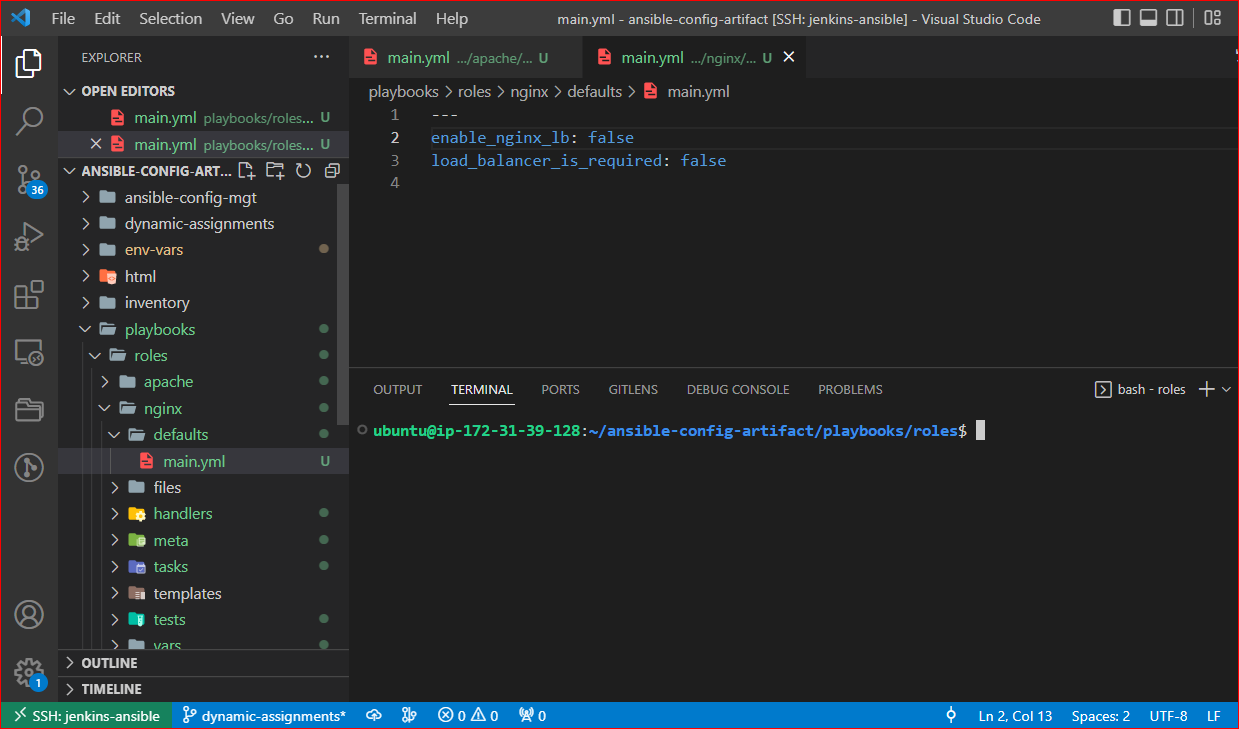 File Edit Selection View Go Run Terminal Help main.yml - ansible-config-artifact [SSH: jenkins-ansible] - Visual Studio Code
EXPLORER ...
OPEN EDITORS
main.yml playbooks/roles... U
main.yml playbooks/roles... U
ANSIBLE-CONFIG-ART...
36
ansible-config-mgt
dynamic-assignments
env-vars
html
inventory
playbooks
roles
apache
nginx
defaults
main.yml U
files
handlers
meta
tasks
templates
tests
vars
OUTLINE
TIMELINE
1
main.yml .../apache/... U main.yml .../nginx/... U
playbooks > roles > nginx > defaults > main.yml
1 ---
2 enable_nginx_lb: false
3 load_balancer_is_required: false
4
OUTPUT TERMINAL PORTS GITLENS DEBUG CONSOLE PROBLEMS bash - roles
ubuntu@ip-172-31-39-128:~/ansible-config-artifact/playbooks/roles$
SSH: jenkins-ansible dynamic-assignments* 0 0 0 Ln 2, Col 13 Spaces: 2 UTF-8 LF